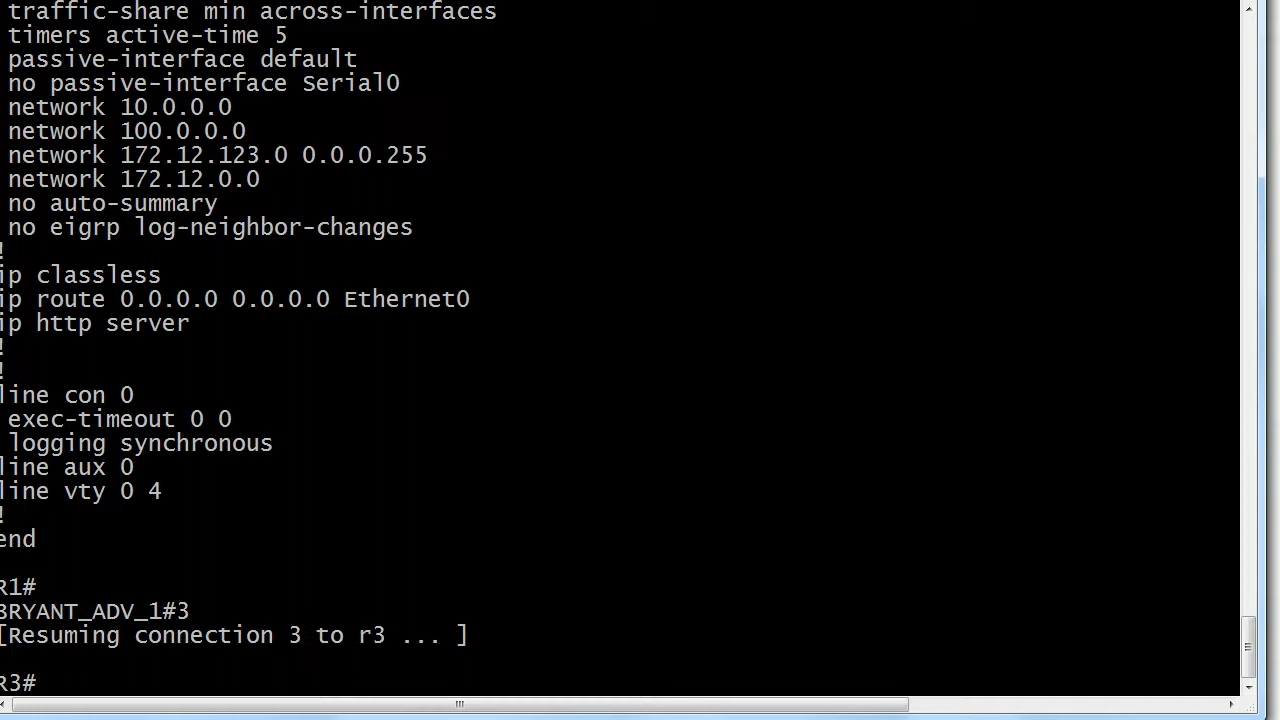 traffic-share min across-interfaces
timers active-time 5
passive-interface default
no passive-interface Serial0
network 10.0.0.0
network 100.0.0.0
network 172.12.123.0 0.0.0.255
network 172.12.0.0
no auto-summary
no eigrp log-neighbor-changes
!
ip classless
ip route 0.0.0.0 0.0.0.0 Ethernet0
ip http server
!
!
line con 0
exec-timeout 0 0
logging synchronous
line aux 0
line vty 0 4
!
end
R1#
BRYANT_ADV_1#3
[Resuming connection 3 to r3 ... ]
R3#